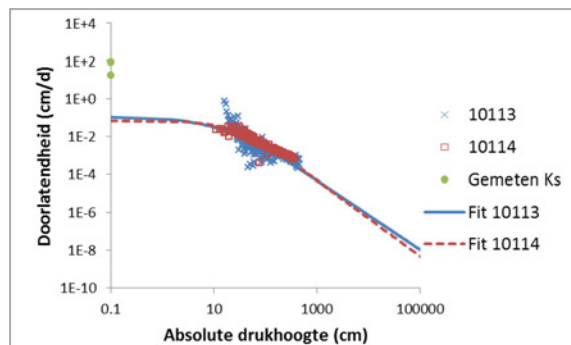 1E+4
1E+2
1E+0
1E-2
1E-4
1E-6
1E-8
1E-10
Doorlatendheid (cm/d)
0.1
10
1000
100000
Absolute drukhoogte (cm)
10113
10114
Gemeten Ks
Fit 10113
Fit 10114